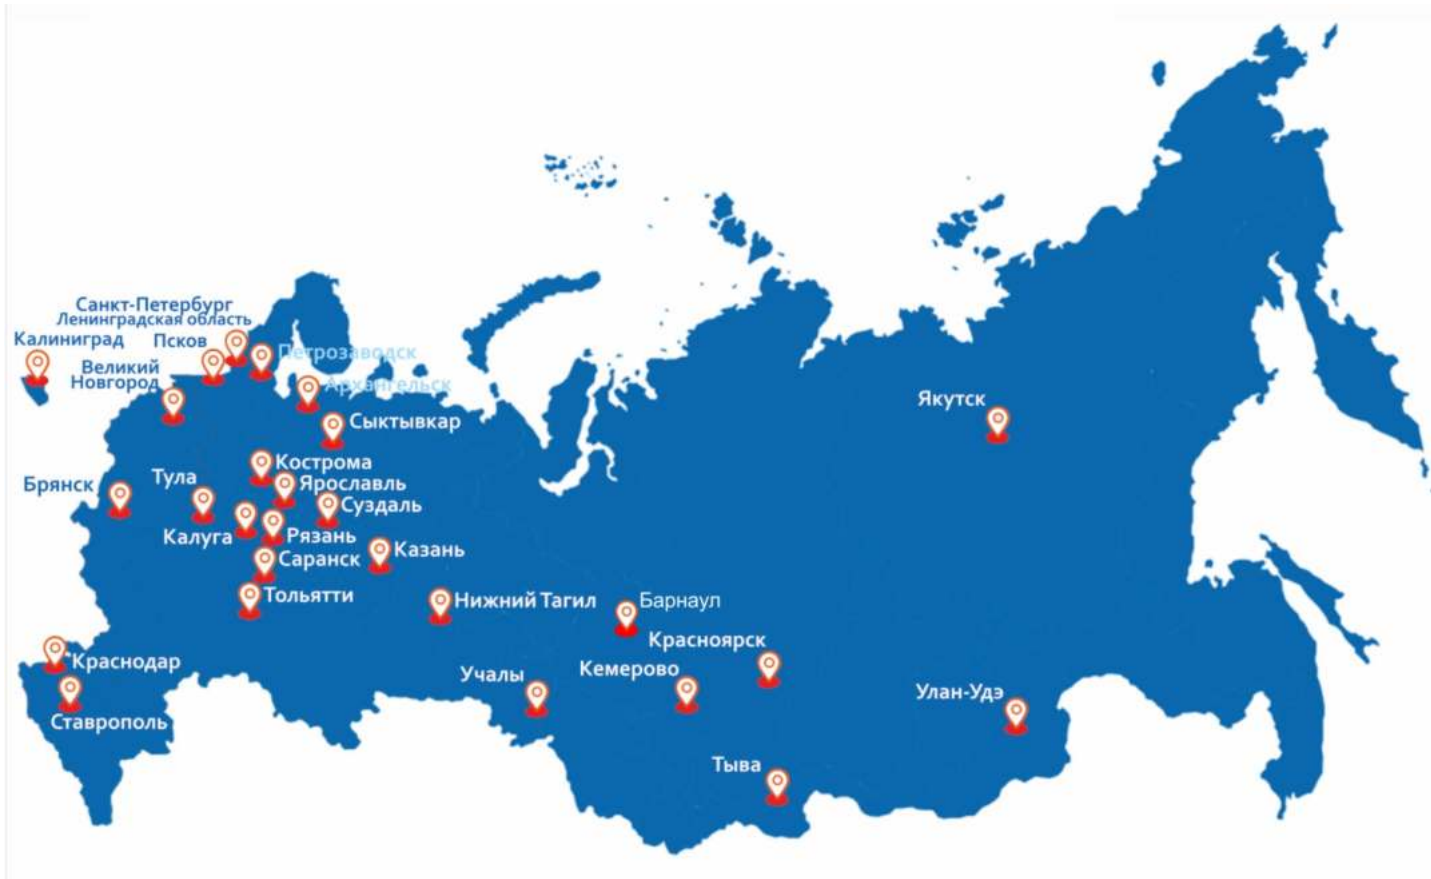 Санкт-Петербург
Ленинградская область
Калиниград
Псков
Петрозаводск
Великий
Новгород
Архангельск
Якутск
Сыктывкар
Кострома
Тула
Брянск
Ярославль
Суздаль
Калуга
Рязань
Казань
Саранск
Тольятти
Нижний Тагил
Барнаул
Красноярск
Краснодар
Кемерово
Учалы
Улан-Удэ
Ставрополь
Тыва